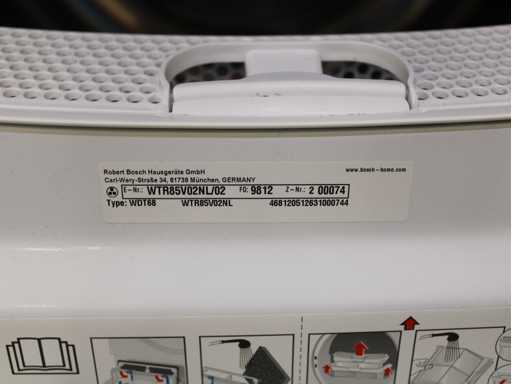 Robert Bosch Hausgeräte GmbH
www.bosch-home.com
Carl-Wery-Straße 34, 81739 München, GERMANY
E-Nr.: WTR85V02NL/02 FD: 9812 Z-Nr.: 2 00074
Type: WDT68 WTR85V02NL 468120512631000744